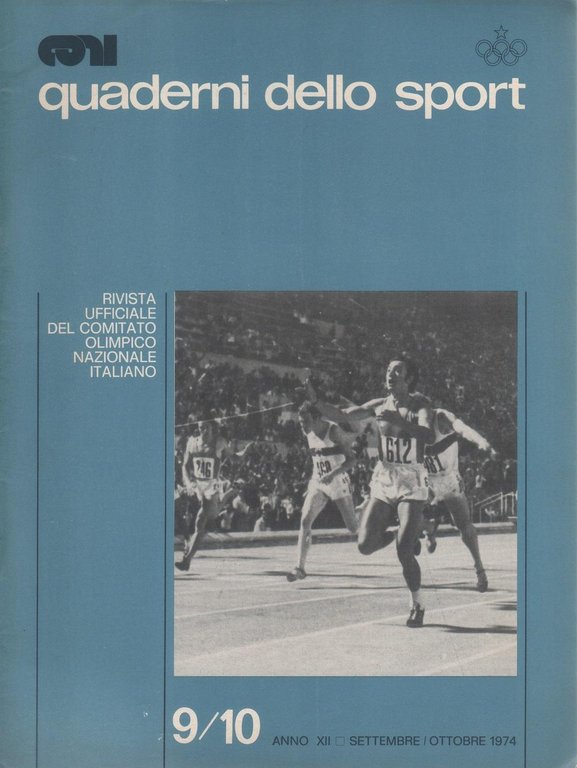 CONI
quaderni dello sport
RIVISTA
UFFICIALE
DEL COMITATO
OLIMPICO
NAZIONALE
ITALIANO
246
612
9/10 ANNO XII □ SETTEMBRE / OTTOBRE 1974